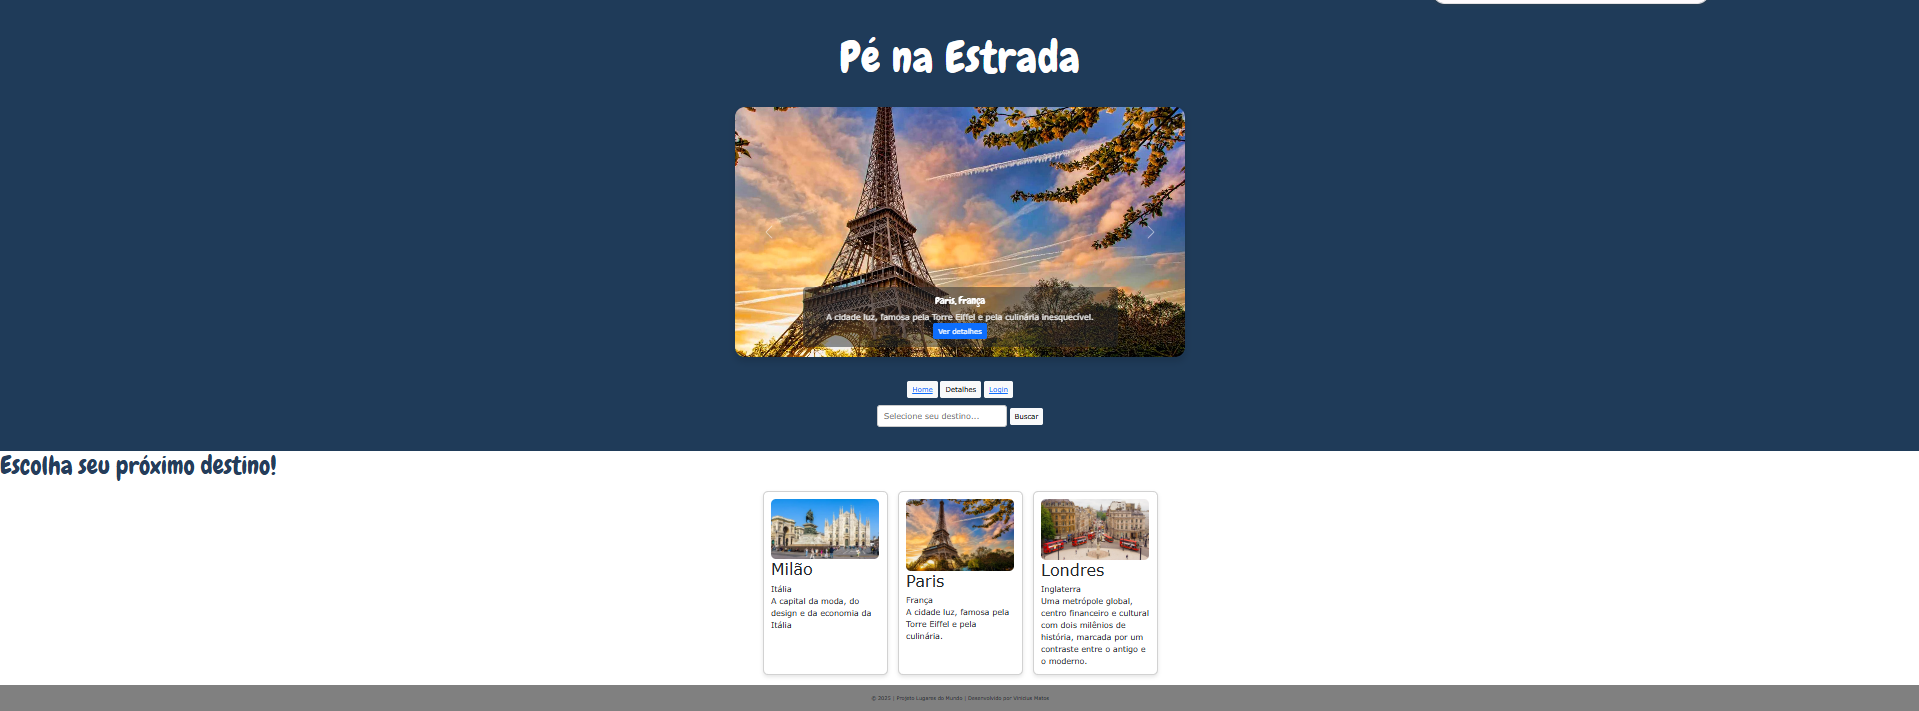 Pé na Estrada
Paris, França
A cidade luz, famosa pela Torre Eiffel e pela culinária inesquecível.
Ver detalhes
Home Detalhes Login
Selecione seu destino... Buscar
Escolha seu próximo destino!
Milão
Itália
A capital da moda, do
design e da economia da
Itália
Paris
França
A cidade luz, famosa pela
Torre Eiffel e pela
culinária.
Londres
Inglaterra
Uma metrópole global,
centro financeiro e cultural
com dois milênios de
história, marcada por um
contraste entre o antigo e
o moderno.
© 2025 | Projeto Lugares do Mundo | Desenvolvido por Vinicius Matos